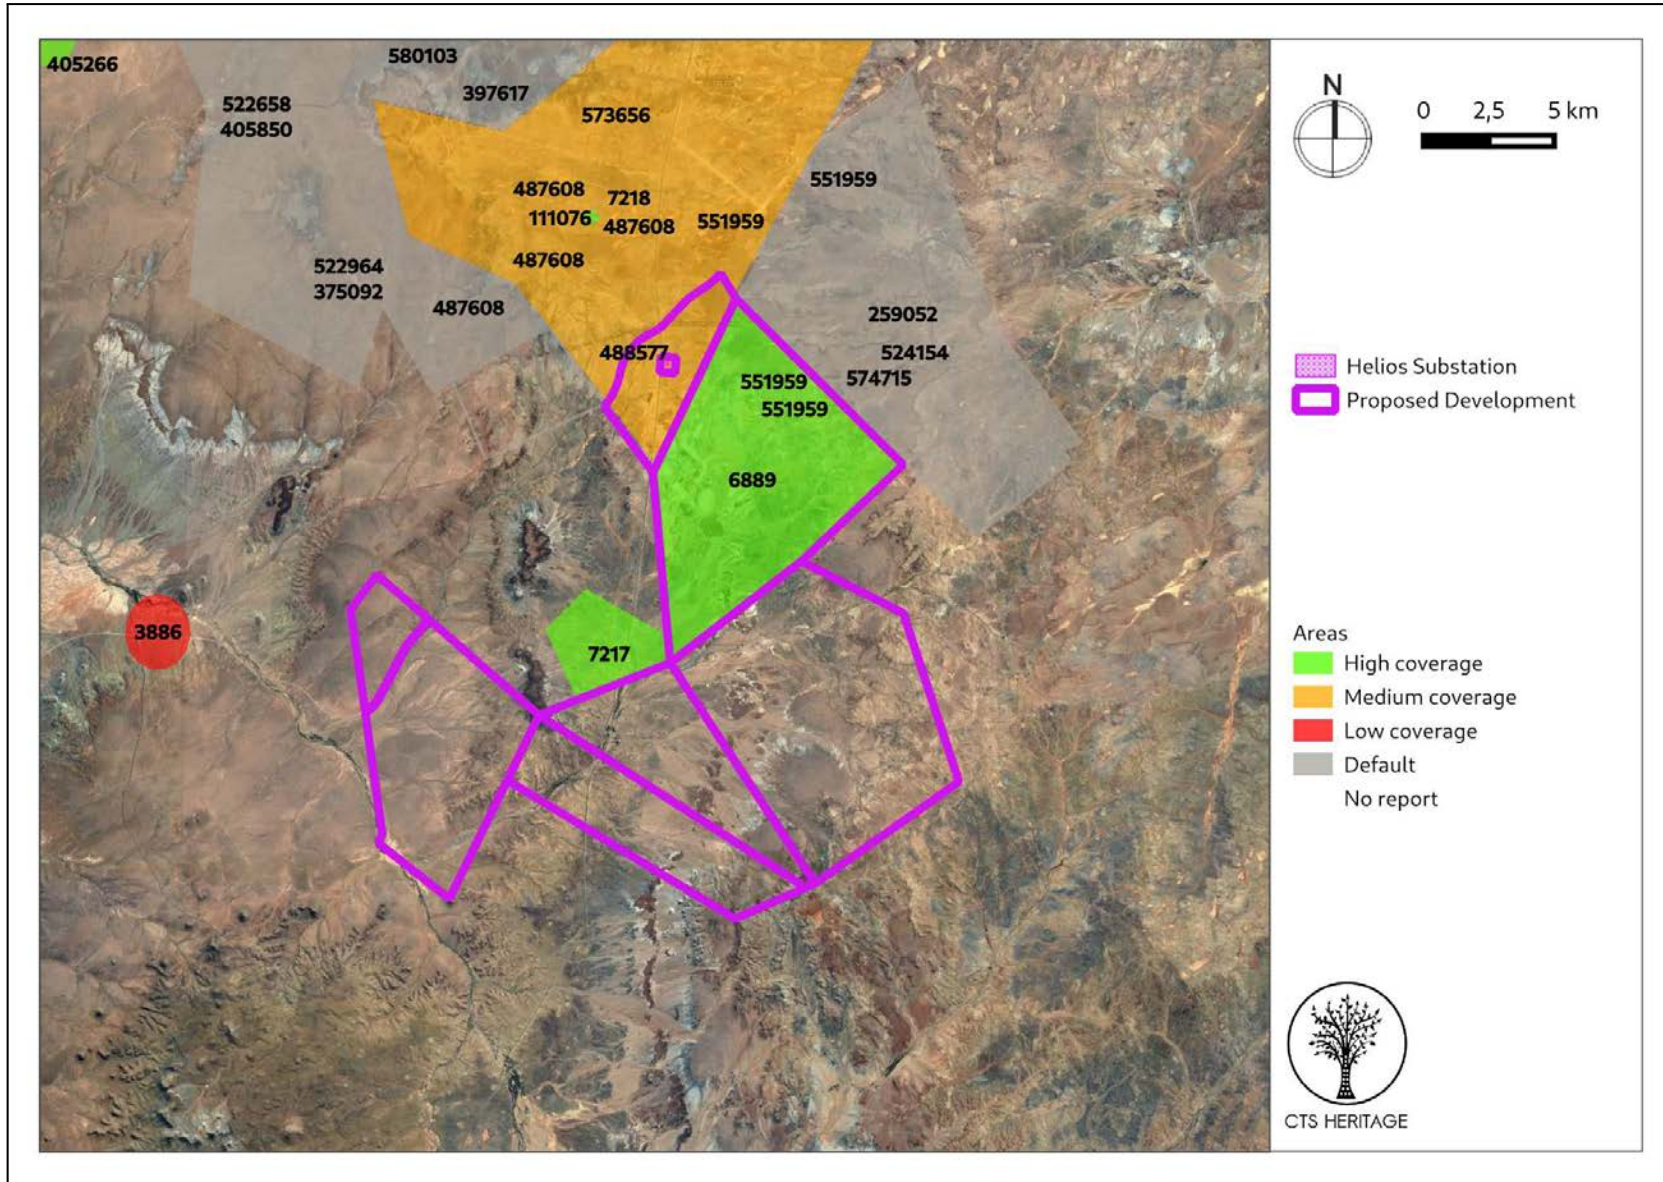 405266
580103
397617
522658
405850
573656
487608
7218
111076
487608
551959
551959
487608
522964
375092
487608
259052
488577
524154
574715
551959
551959
6889
3886
7217
N
0 2,5 5 km
Helios Substation
Proposed Development
Areas
High coverage
Medium coverage
Low coverage
Default
No report
CTS HERITAGE